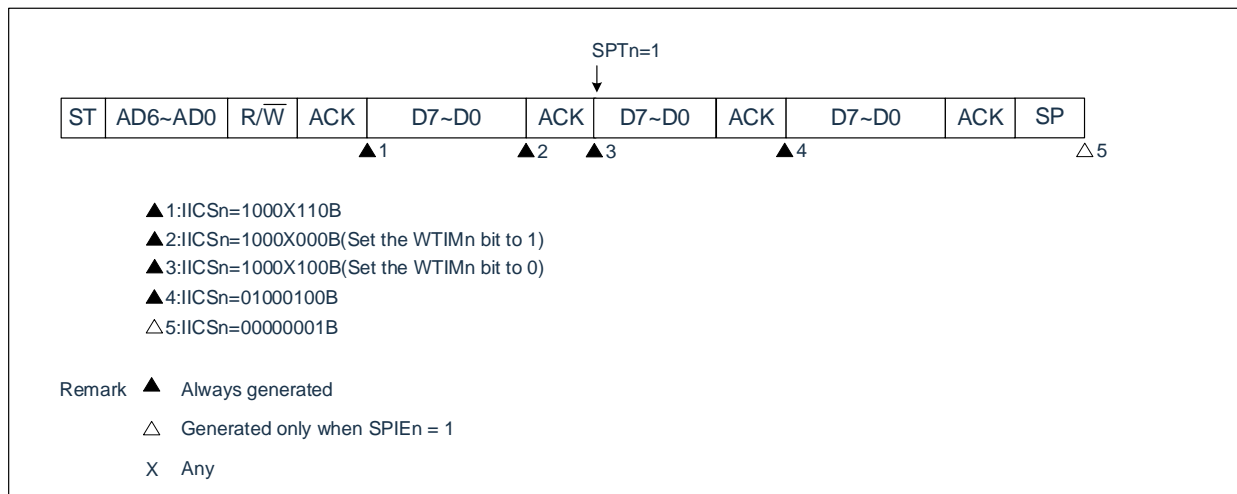 SPTn=1
ST AD6~AD0 R/W ACK D7~D0 ACK D7~D0 ACK D7~D0 ACK SP
▲1 ▲2 ▲3 ▲4 △5
▲1:IICSn=1000X110B
▲2:IICSn=1000X000B(Set the WTIMn bit to 1)
▲3:IICSn=1000X100B(Set the WTIMn bit to 0)
▲4:IICSn=01000100B
△5:IICSn=00000001B
Remark ▲ Always generated
△ Generated only when SPIEn = 1
X Any